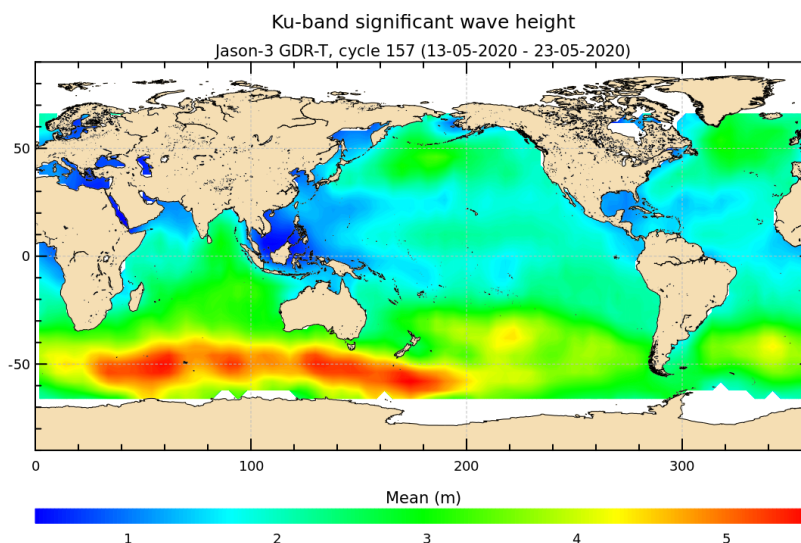 Ku-band significant wave height
Jason-3 GDR-T, cycle 157 (13-05-2020 - 23-05-2020)
50
0
-50
0 100 200 300
Mean (m)
1 2 3 4 5